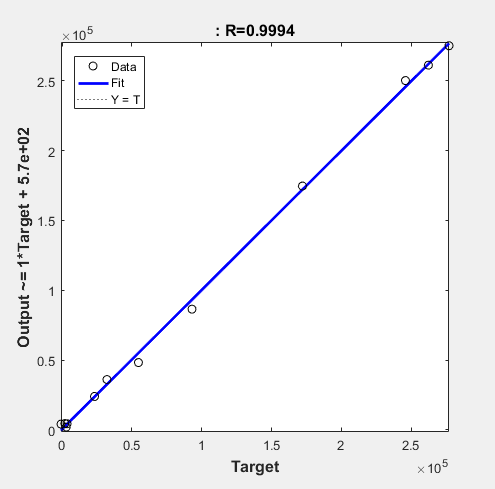 : R=0.9994
×10^5
Data
Fit
Y = T
2.5
2
1.5
1
0.5
0
Output ~= 1*Target + 5.7e+02
0 0.5 1 1.5 2 2.5
Target
×10^5